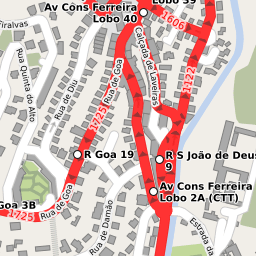 Tiralvas
Av Cons Ferreira
Lobo 40
Lobo 39
1606
Calçada de Laveiras
1122
Rua Quinta do Alto
Rua de Diu
1725
Rua de Goa
R Goa 19
R S João de Deus
9
Goa 3B
1725
Rua de Goa
Av Cons Ferreira
Lobo 2A (CTT)
Rua de Damão
Estrada da